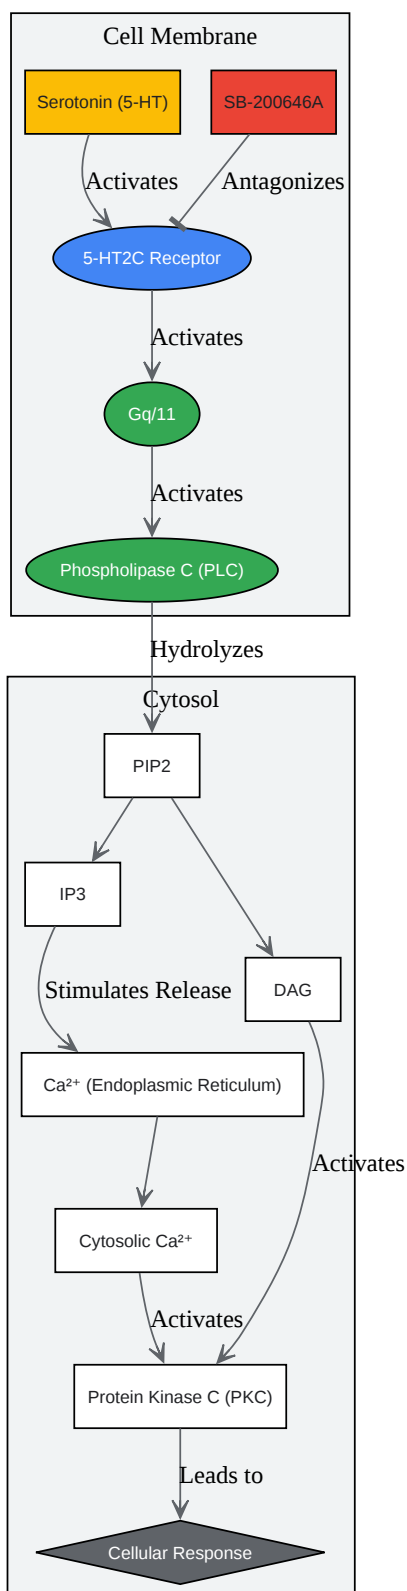 Cell Membrane
Serotonin (5-HT)
SB-200646A
Activates
Antagonizes
5-HT2C Receptor
Activates
Gq/11
Activates
Phospholipase C (PLC)
Hydrolyzes
Cytosol
PIP2
IP3
DAG
Stimulates Release
Ca²⁺ (Endoplasmic Reticulum)
Activates
Cytosolic Ca²⁺
Activates
Protein Kinase C (PKC)
Leads to
Cellular Response